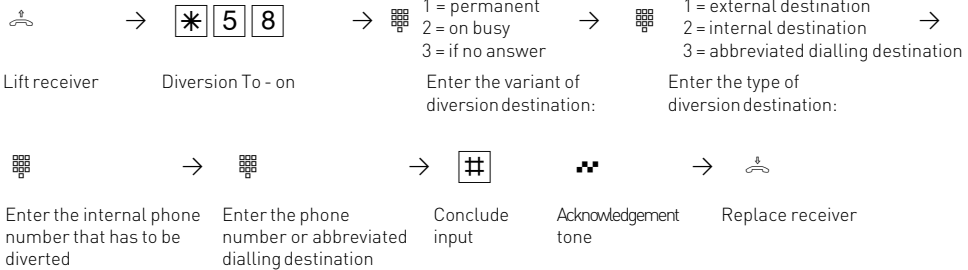 1 = permanent
1 = external destination
* 5 8
2 = on busy
2 = internal destination
3 = if no answer
3 = abbreviated dialling destination
Lift receiver
Diversion To - on
Enter the variant of
diversion destination:
Enter the type of
diversion destination:
#
Enter the internal phone
number that has to be
diverted
Enter the phone
number or abbreviated
dialling destination
Conclude
input
Acknowledgement
tone
Replace receiver